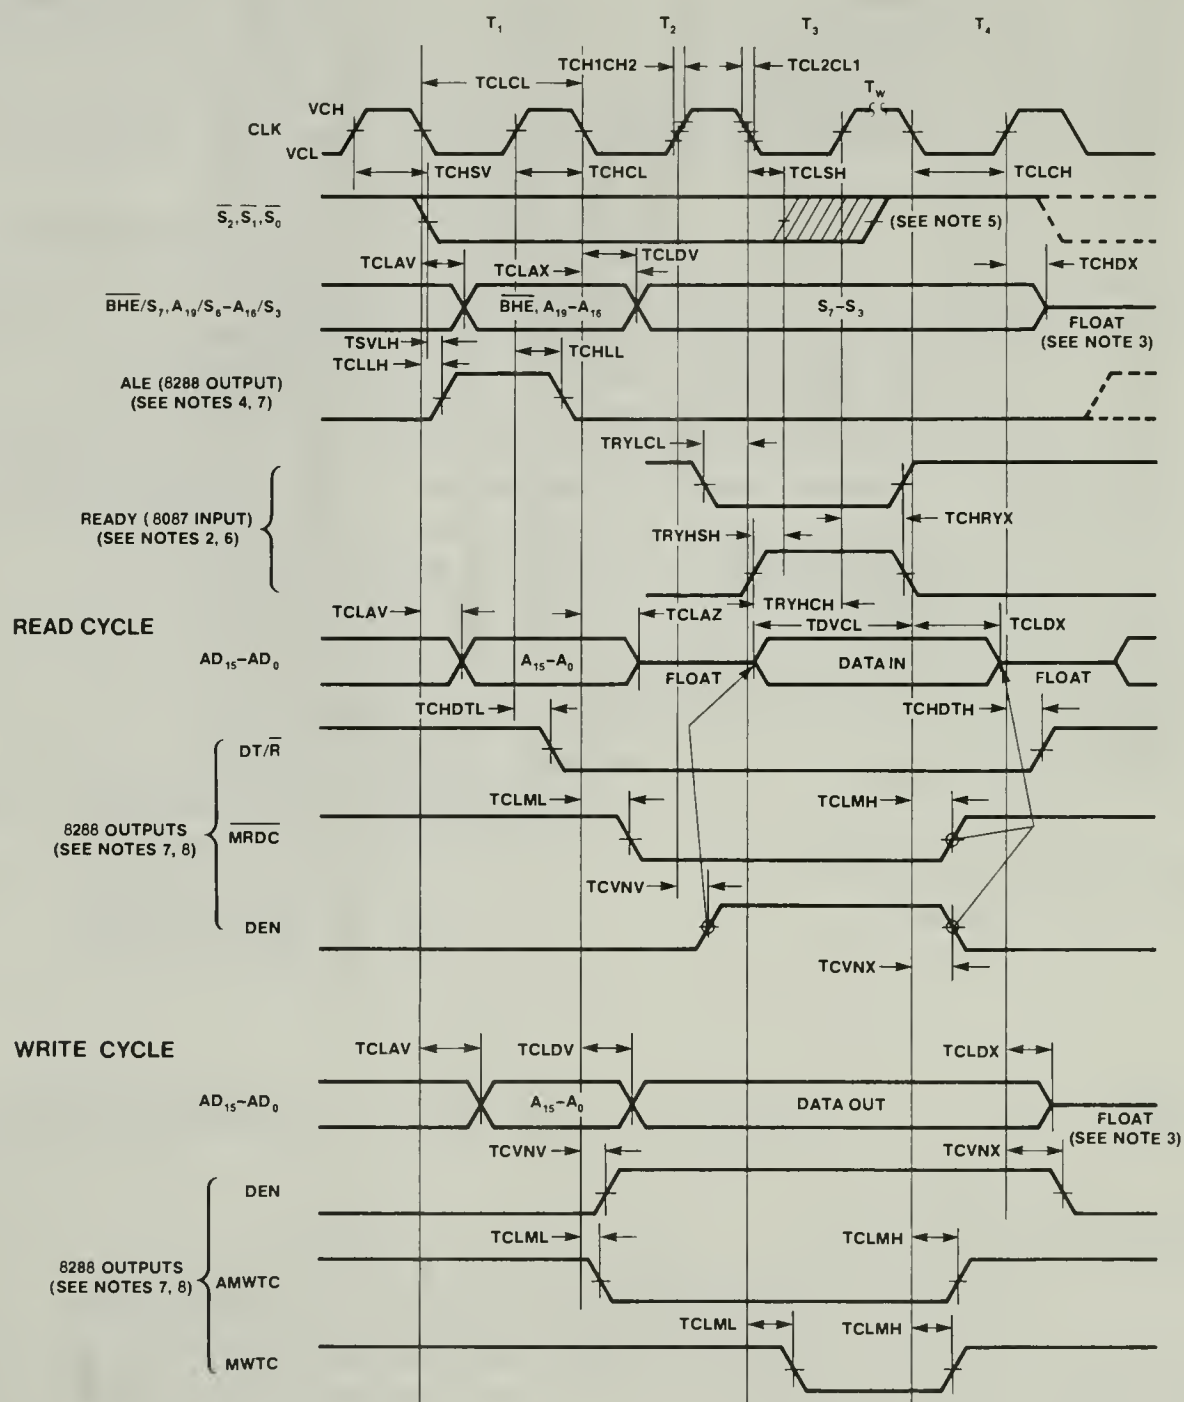 T₁ T₂ T₃ T₄
TCH1CH2 TCL2CL1
TCLCL
T_W
VCH
CLK
VCL
TCHSV TCHCL TCLSH TCLCH
S̅₂, S̅₁, S̅₀ (SEE NOTE 5)
TCLAV TCLAX TCLDV TCHDX
B̅H̅E̅/S₇, A₁₉/S₆–A₁₆/S₃ B̅H̅E̅, A₁₉–A₁₆ S₇–S₃ FLOAT
(SEE NOTE 3)
TSVLH TCHLL
TCLLH
ALE (8288 OUTPUT)
(SEE NOTES 4, 7)
TRYLCL
READY (8087 INPUT)
(SEE NOTES 2, 6)
TCHRYX
TRYHSH
TCLAV TCLAZ TRYHCH
READ CYCLE
TDVCL TCLDX
AD₁₅–AD₀ A₁₅–A₀ FLOAT DATA IN FLOAT
TCHDTL TCHDTH
DT/R̅
TCLML TCLMH
8288 OUTPUTS
(SEE NOTES 7, 8)
M̅R̅D̅C̅
TCVNV
DEN
TCVNX
WRITE CYCLE
TCLAV TCLDV TCLDX
AD₁₅–AD₀ A₁₅–A₀ DATA OUT FLOAT
(SEE NOTE 3)
TCVNV TCVNX
DEN
TCLML TCLMH
8288 OUTPUTS
(SEE NOTES 7, 8)
AMWTC
TCLML TCLMH
MWTC